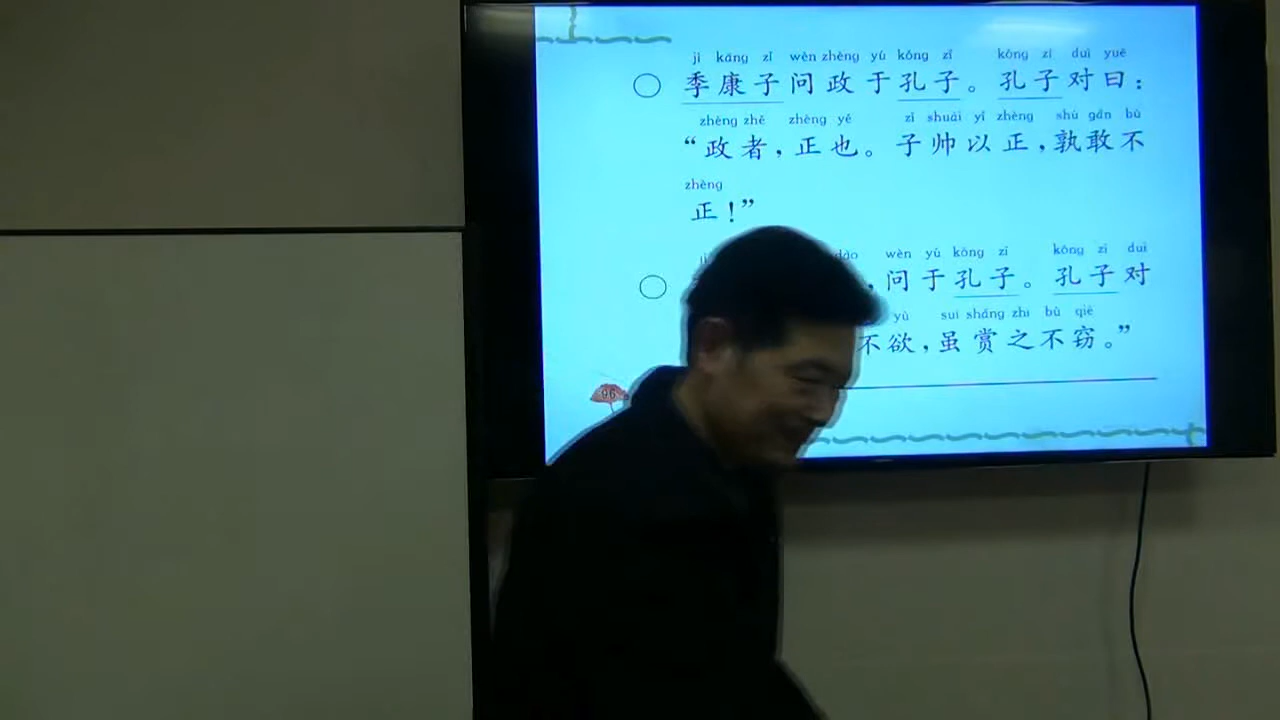 jì kāng zǐ wèn zhèng yú kǒng zǐ kǒng zǐ duì yuē
季康子问政于孔子。孔子对曰：
zhèng zhě zhèng yě zǐ shuài yǐ zhèng shú gǎn bù
“政者，正也。子帅以正，孰敢不
zhèng
正！”
dào wèn yú kǒng zǐ kǒng zǐ duì
，问于孔子。孔子对
yù suī shǎng zhī bù qiè
不欲，虽赏之不窃。”
96